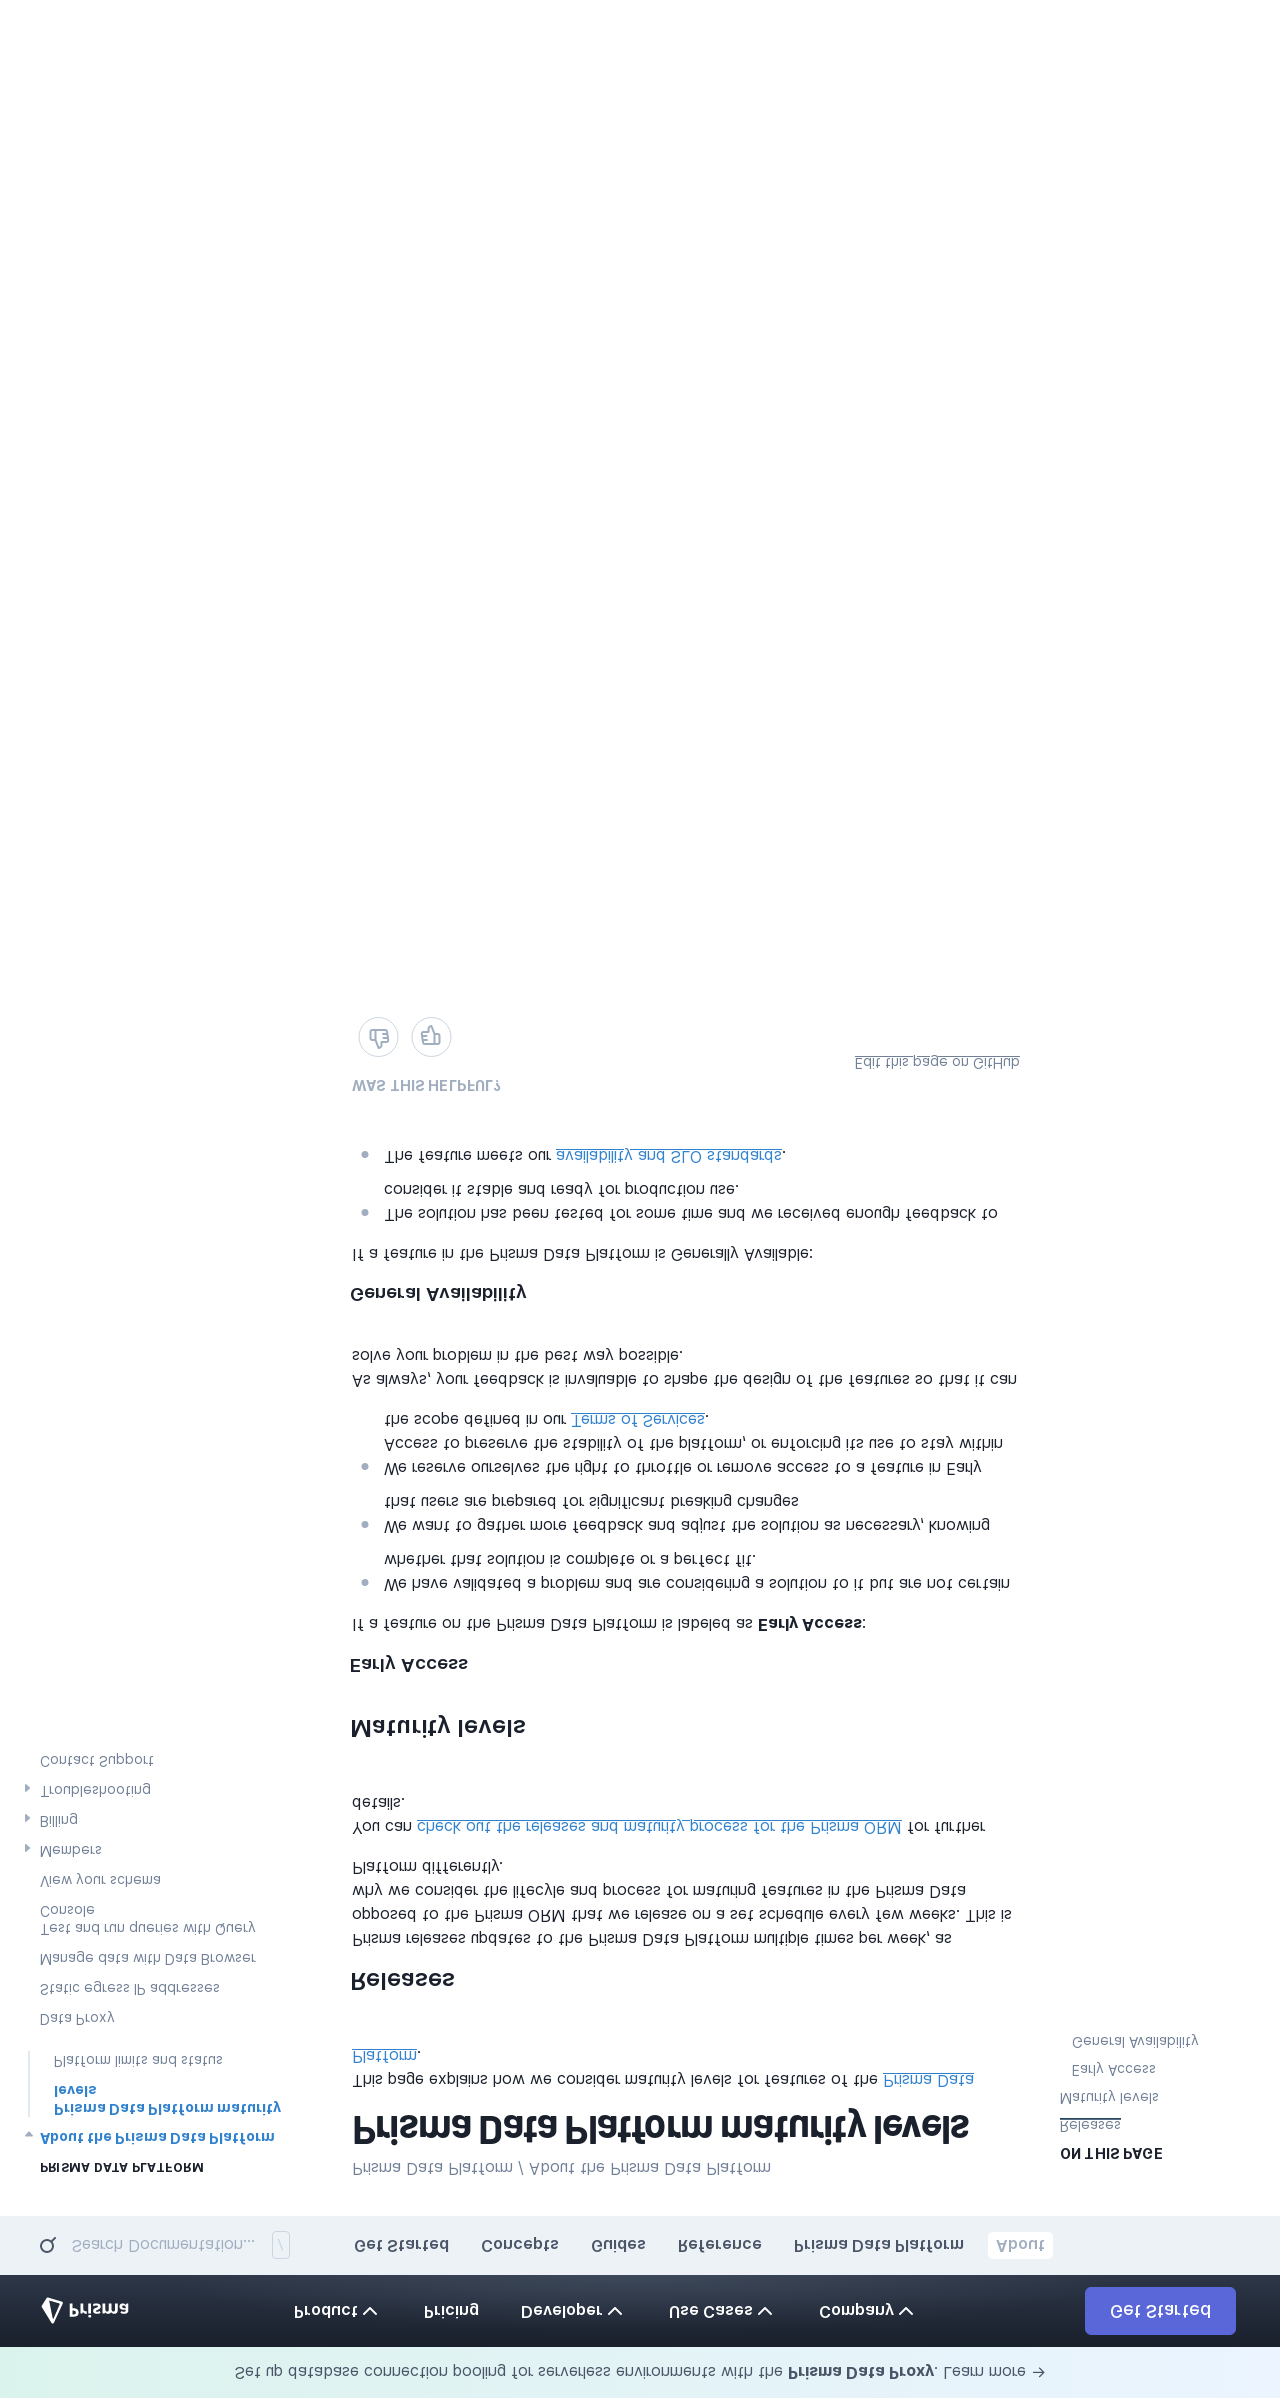 Set up database connection pooling for serverless environments with the Prisma Data Proxy. Learn more →
Prisma
Product
Pricing
Developer
Use Cases
Company
Get Started
Search Documentation...
/
Get Started
Concepts
Guides
Reference
Prisma Data Platform
About
PRISMA DATA PLATFORM
About the Prisma Data Platform
Prisma Data Platform maturity
levels
Platform limits and status
Data Proxy
Static egress IP addresses
Manage data with Data Browser
Test and run queries with Query
Console
View your schema
Members
Billing
Troubleshooting
Contact Support
Prisma Data Platform / About the Prisma Data Platform
Prisma Data Platform maturity levels
This page explains how we consider maturity levels for features of the Prisma Data
Platform.
Releases
Prisma releases updates to the Prisma Data Platform multiple times per week, as
opposed to the Prisma ORM that we release on a set schedule every few weeks. This is
why we consider the lifecyle and process for maturing features in the Prisma Data
Platform differently.
You can check out the releases and maturity process for the Prisma ORM for further
details.
Maturity levels
Early Access
If a feature on the Prisma Data Platform is labeled as Early Access:
We have validated a problem and are considering a solution to it but are not certain
whether that solution is complete or a perfect fit.
We want to gather more feedback and adjust the solution as necessary, knowing
that users are prepared for significant breaking changes
We reserve ourselves the right to throttle or remove access to a feature in Early
Access to preserve the stability of the platform, or enforcing its use to stay within
the scope defined in our Terms of Services.
As always, your feedback is invaluable to shape the design of the features so that it can
solve your problem in the best way possible.
General Availability
If a feature in the Prisma Data Platform is Generally Available:
The solution has been tested for some time and we received enough feedback to
consider it stable and ready for production use.
The feature meets our availability and SLO standards.
WAS THIS HELPFUL?
Edit this page on GitHub
ON THIS PAGE
Releases
Maturity levels
Early Access
General Availability